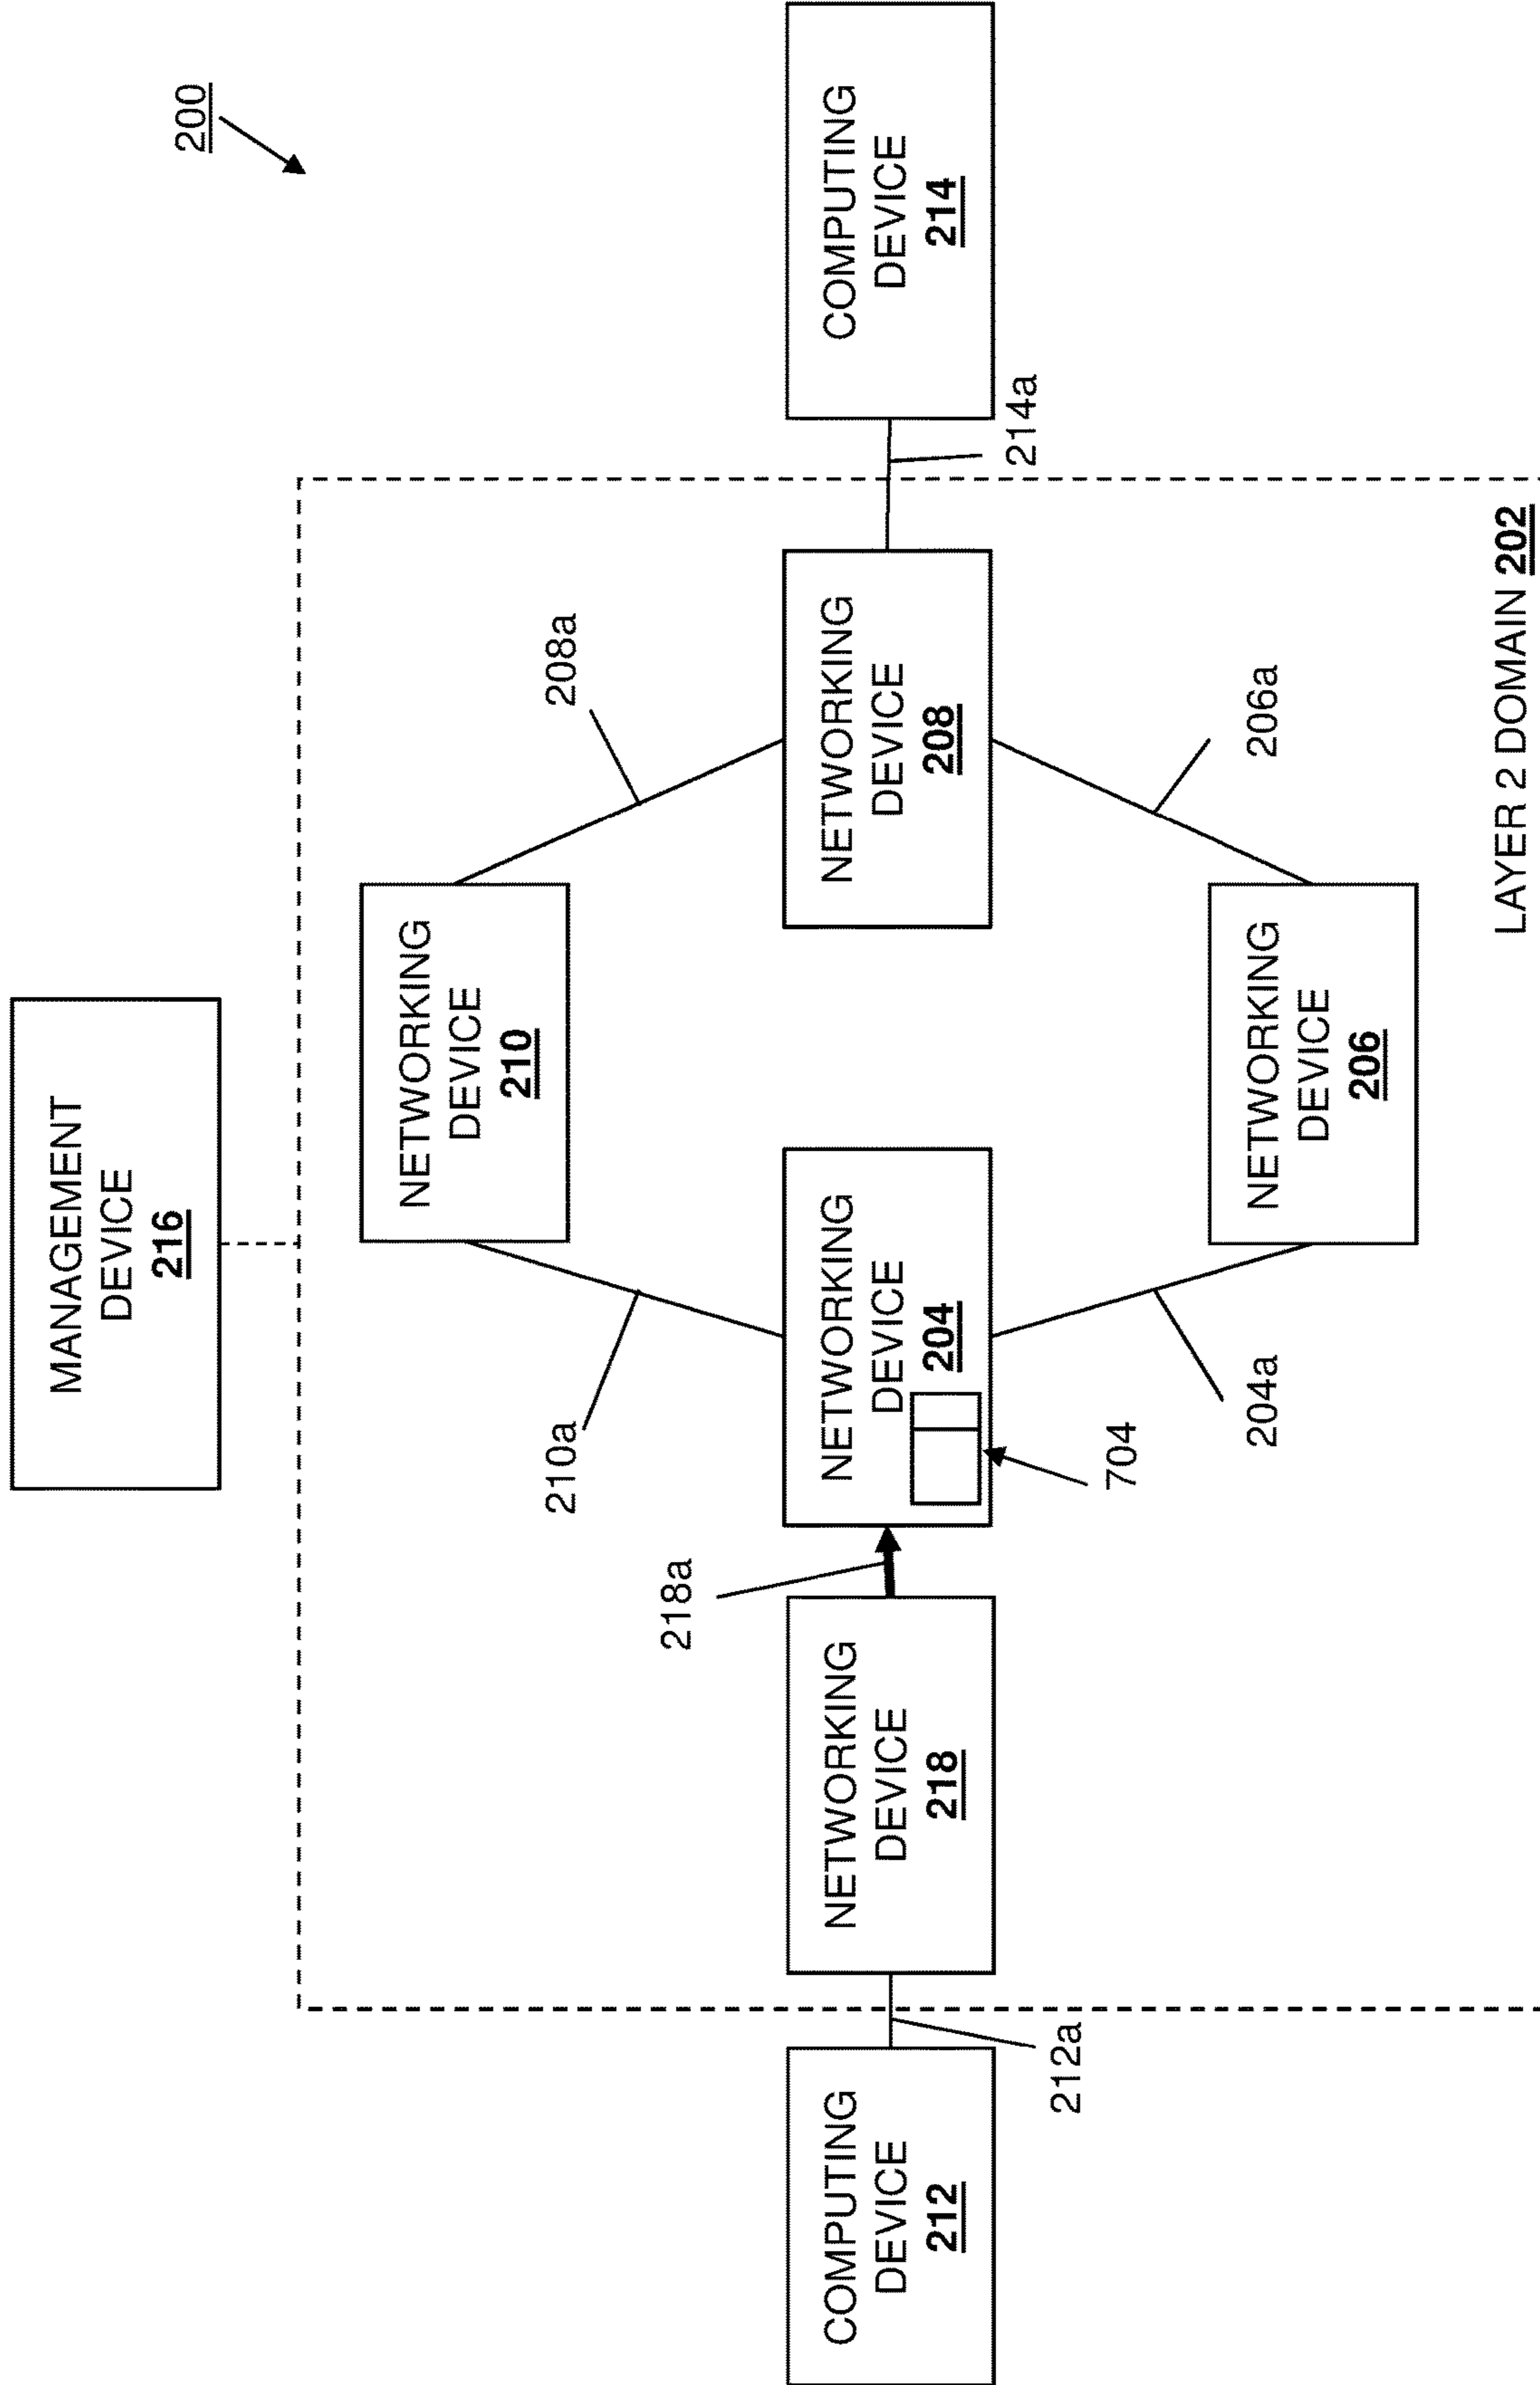 200
MANAGEMENT
DEVICE
216
NETWORKING
DEVICE
210
210a
208a
218a
COMPUTING
DEVICE
212
212a
NETWORKING
DEVICE
218
NETWORKING
DEVICE
204
704
NETWORKING
DEVICE
208
214a
COMPUTING
DEVICE
214
204a
206a
NETWORKING
DEVICE
206
LAYER 2 DOMAIN 202